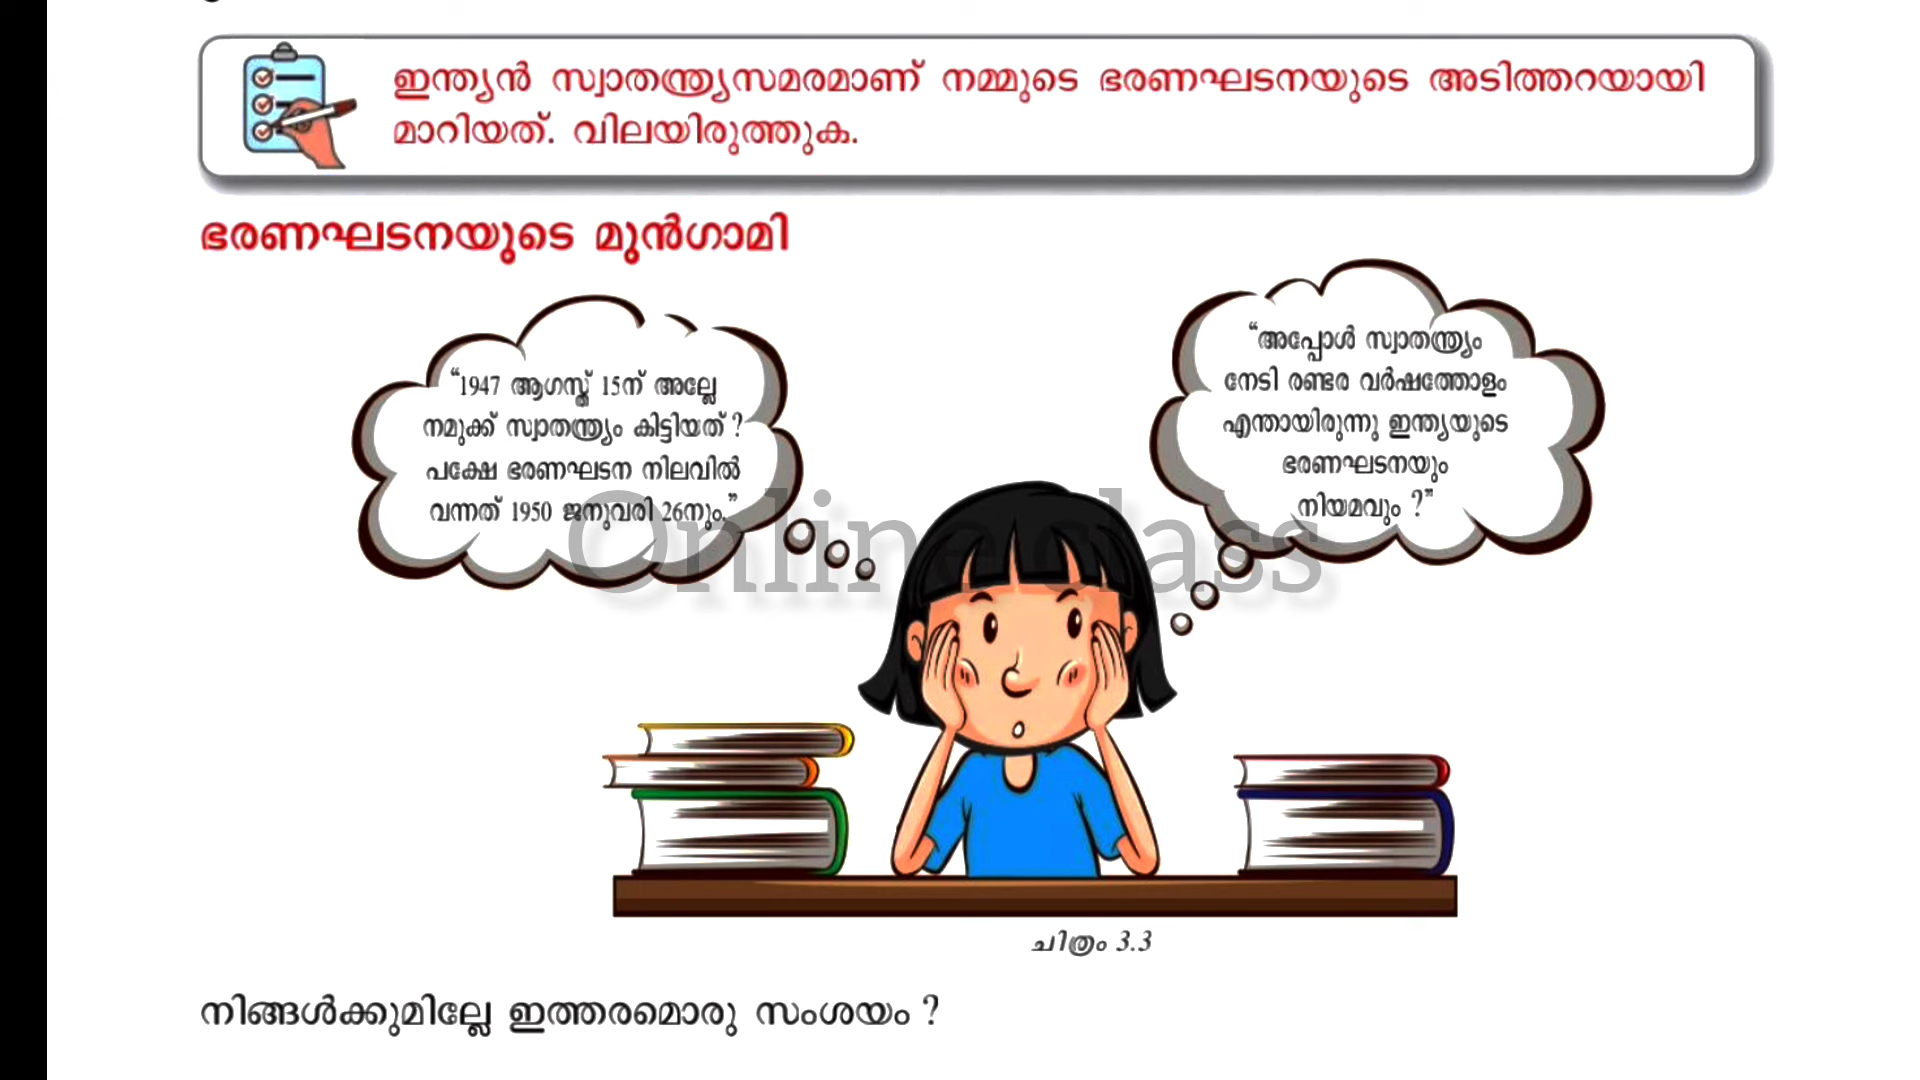 ഇന്ത്യൻ സ്വാതന്ത്ര്യസമരമാണ് നമ്മുടെ ഭരണഘടനയുടെ അടിത്തറയായി
മാറിയത്. വിലയിരുത്തുക.
ഭരണഘടനയുടെ മുൻഗാമി
“1947 ആഗസ്ത് 15ന് അല്ലേ
നമുക്ക് സ്വാതന്ത്ര്യം കിട്ടിയത് ?
പക്ഷേ ഭരണഘടന നിലവിൽ
വന്നത് 1950 ജനുവരി 26നും.”
“അപ്പോൾ സ്വാതന്ത്ര്യം
നേടി രണ്ടര വർഷത്തോളം
എന്തായിരുന്നു ഇന്ത്യയുടെ
ഭരണഘടനയും
നിയമവും ?”
Online class
ചിത്രം 3.3
നിങ്ങൾക്കുമില്ലേ ഇത്തരമൊരു സംശയം ?